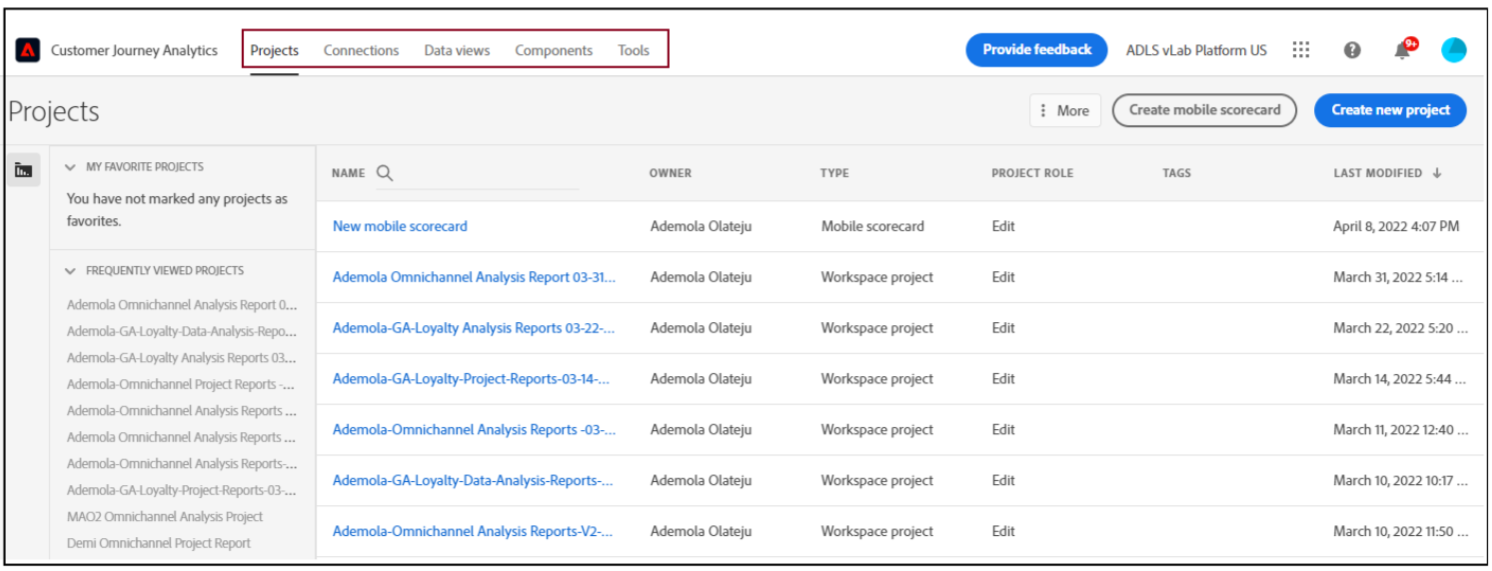 Customer Journey Analytics Projects Connections Data views Components Tools Provide feedback ADLS vLab Platform US 9+
Projects More Create mobile scorecard Create new project
MY FAVORITE PROJECTS
You have not marked any projects as
favorites.
FREQUENTLY VIEWED PROJECTS
Ademola Omnichannel Analysis Report 0...
Ademola-GA-Loyalty-Data-Analysis-Repo...
Ademola-GA-Loyalty Analysis Reports 03...
Ademola-Omnichannel Project Reports -...
Ademola-Omnichannel Analysis Reports ...
Ademola Omnichannel Analysis Reports ...
Ademola-Omnichannel Analysis Reports-...
Ademola-GA-Loyalty-Project-Reports-03-...
MAO2 Omnichannel Analysis Project
Demi Omnichannel Project Report
NAME OWNER TYPE PROJECT ROLE TAGS LAST MODIFIED
New mobile scorecard Ademola Olateju Mobile scorecard Edit April 8, 2022 4:07 PM
Ademola Omnichannel Analysis Report 03-31... Ademola Olateju Workspace project Edit March 31, 2022 5:14 ...
Ademola-GA-Loyalty Analysis Reports 03-22-... Ademola Olateju Workspace project Edit March 22, 2022 5:20 ...
Ademola-GA-Loyalty-Project-Reports-03-14-... Ademola Olateju Workspace project Edit March 14, 2022 5:44 ...
Ademola-Omnichannel Analysis Reports -03-... Ademola Olateju Workspace project Edit March 11, 2022 12:40 ...
Ademola-GA-Loyalty-Data-Analysis-Reports-... Ademola Olateju Workspace project Edit March 10, 2022 10:17 ...
Ademola-Omnichannel Analysis Reports-V2-... Ademola Olateju Workspace project Edit March 10, 2022 11:50 ...